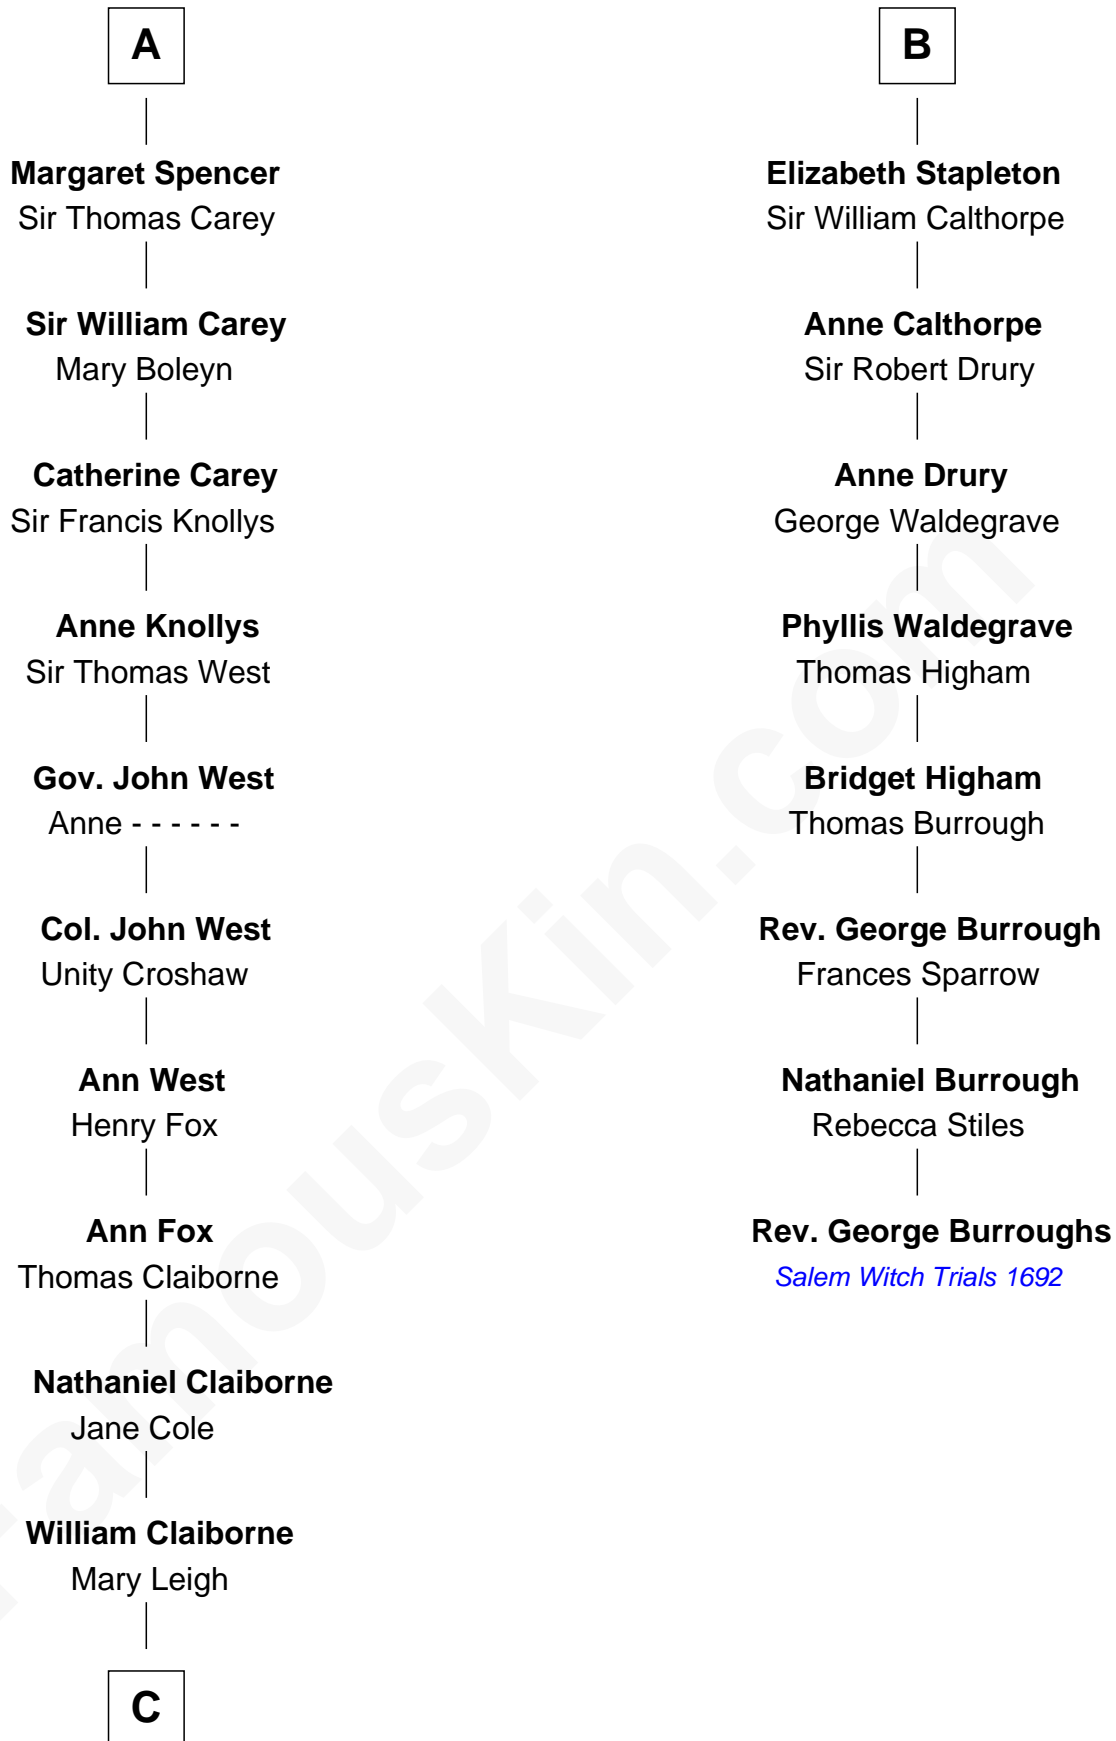 A
Margaret Spencer
Sir Thomas Carey
Sir William Carey
Mary Boleyn
Catherine Carey
Sir Francis Knollys
Anne Knollys
Sir Thomas West
Gov. John West
Anne - - - - - -
Col. John West
Unity Croshaw
Ann West
Henry Fox
Ann Fox
Thomas Claiborne
Nathaniel Claiborne
Jane Cole
William Claiborne
Mary Leigh
C
B
Elizabeth Stapleton
Sir William Calthorpe
Anne Calthorpe
Sir Robert Drury
Anne Drury
George Waldegrave
Phyllis Waldegrave
Thomas Higham
Bridget Higham
Thomas Burrough
Rev. George Burrough
Frances Sparrow
Nathaniel Burrough
Rebecca Stiles
Rev. George Burroughs
Salem Witch Trials 1692
FamousKin.com